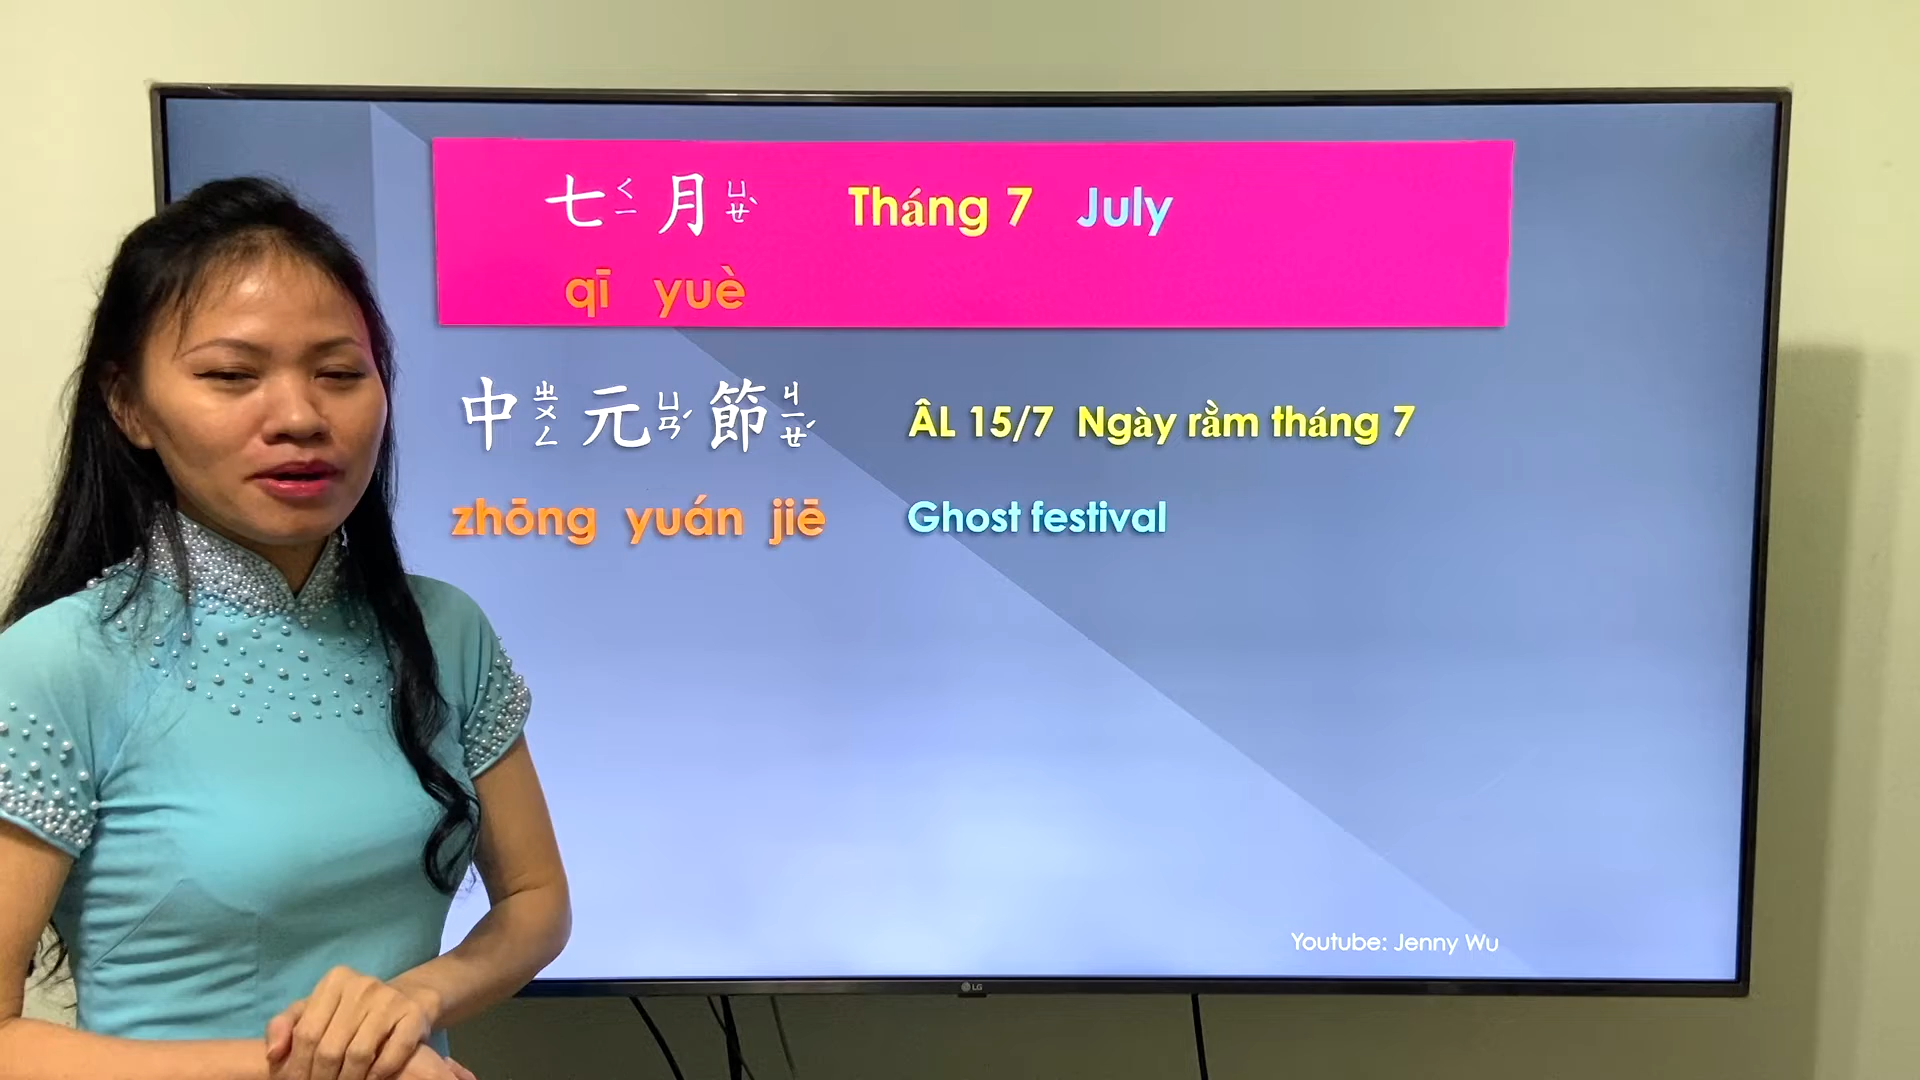 七ㄑㄧ 月ㄩㄝˋ Tháng 7 July
qī yuè
中ㄓㄨㄥ 元ㄩㄢˊ 節ㄐㄧㄝˊ ÂL 15/7 Ngày rằm tháng 7
zhōng yuán jiē Ghost festival
Youtube: Jenny Wu
LG